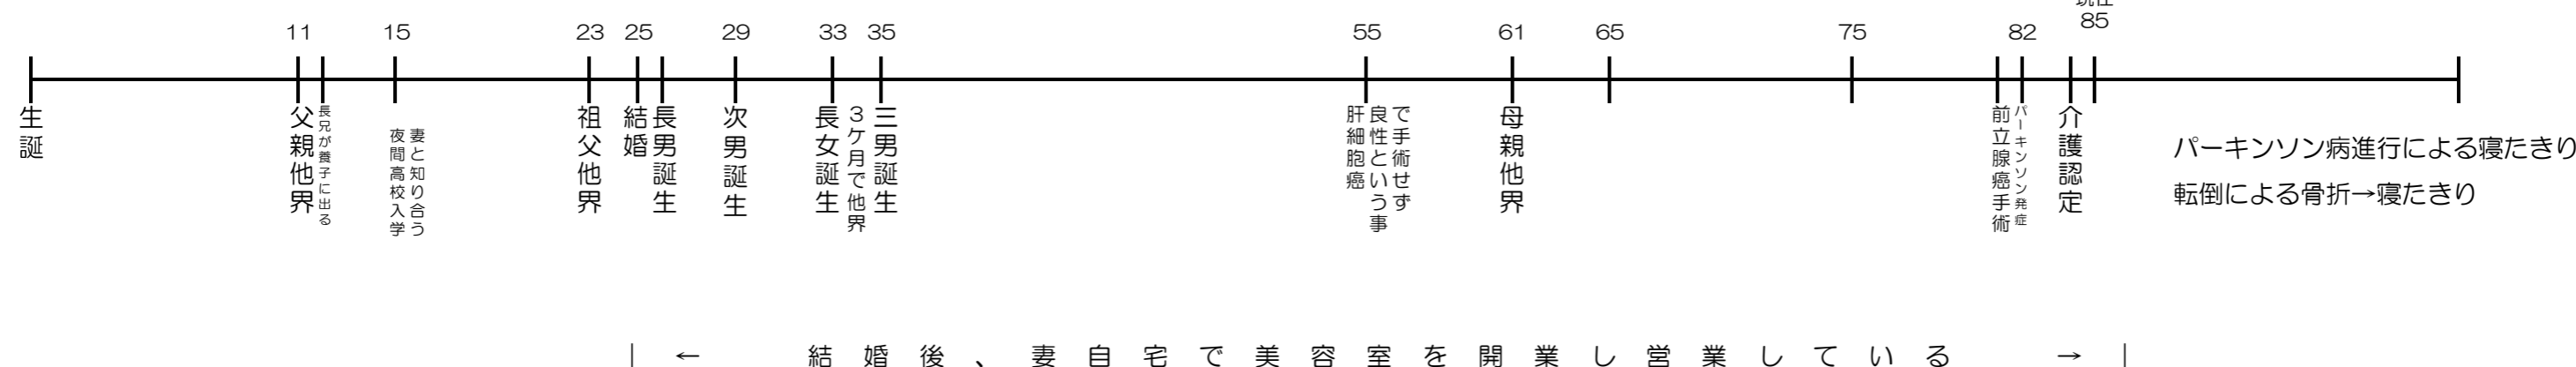 現在
11
15
23
25
29
33
35
55
61
65
75
82
85
生誕
父親他界
長兄が養子に出る
妻と知り合う
夜間高校入学
祖父他界
結婚
長男誕生
次男誕生
長女誕生
3ケ月で他界
三男誕生
で手術せず
良性という事
肝細胞癌
母親他界
前立腺癌手術
パーキンソン発症
介護認定
パーキンソン病進行による寝たきり
転倒による骨折→寝たきり
| ← 結婚後、妻自宅で美容室を開業し営業している → |